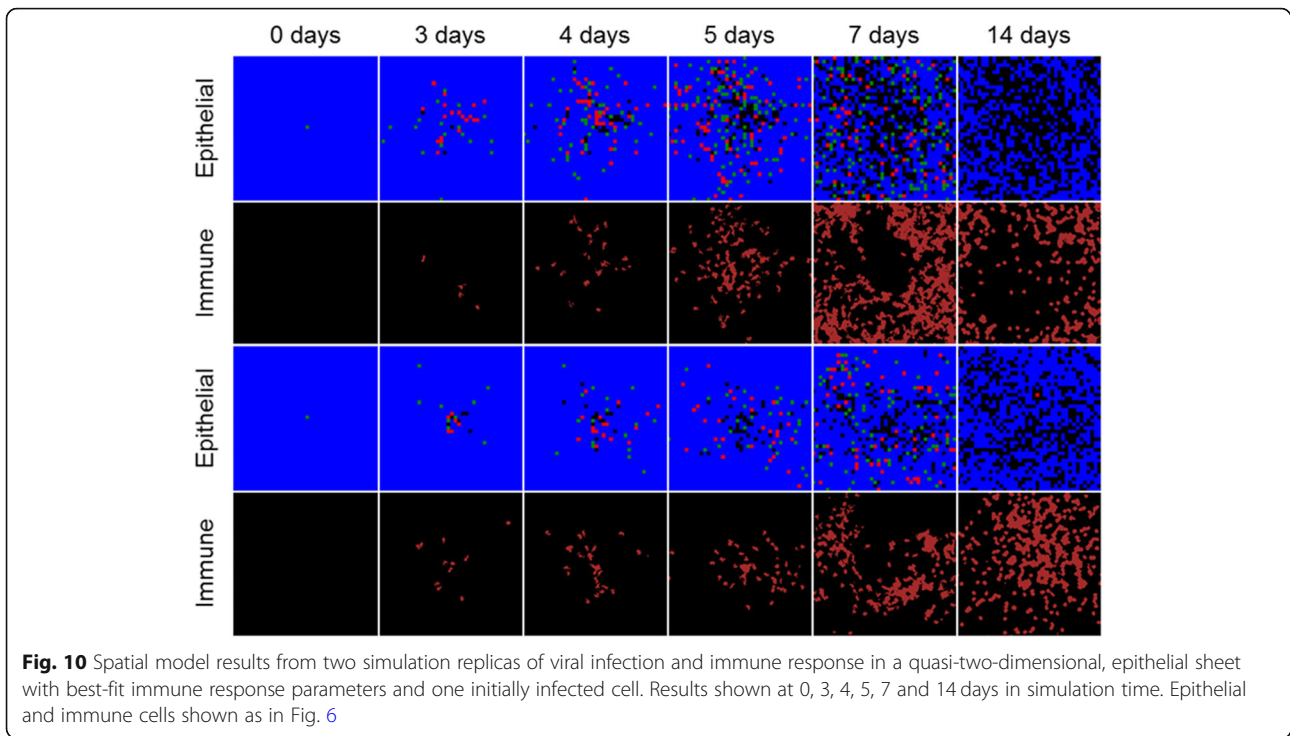 0 days 3 days 4 days 5 days 7 days 14 days
Epithelial
Immune
Epithelial
Immune
Fig. 10 Spatial model results from two simulation replicas of viral infection and immune response in a quasi-two-dimensional, epithelial sheet
with best-fit immune response parameters and one initially infected cell. Results shown at 0, 3, 4, 5, 7 and 14 days in simulation time. Epithelial
and immune cells shown as in Fig. 6